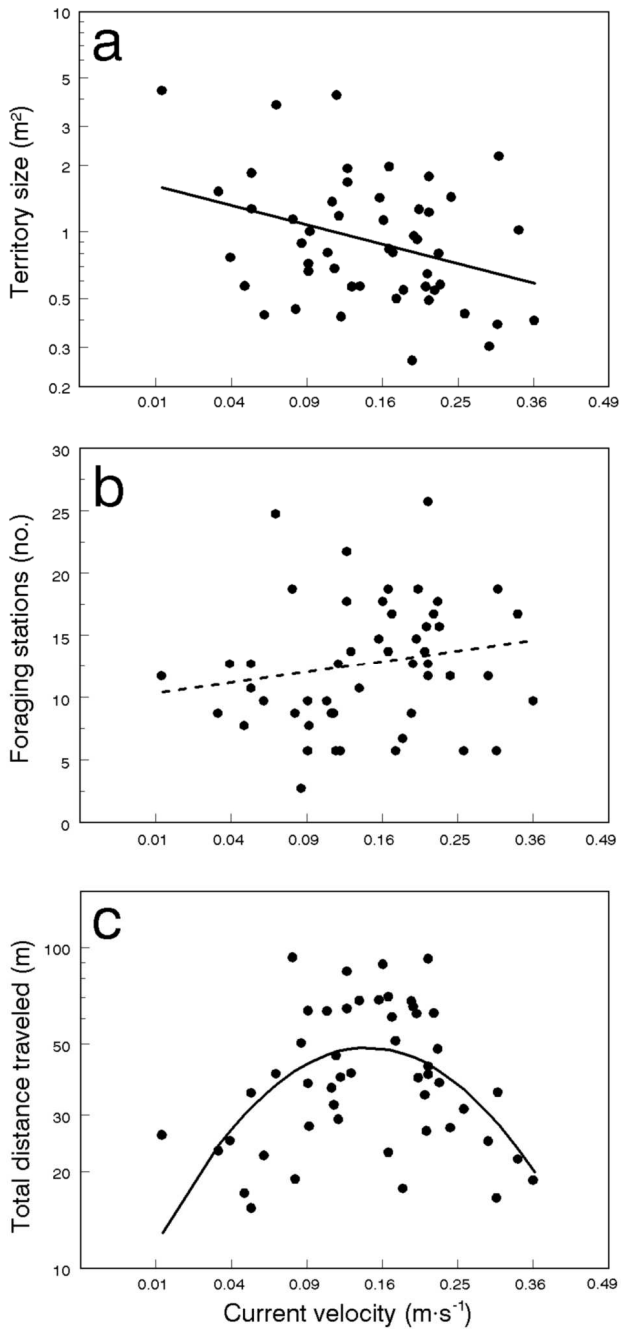 a
Territory size (m²)
10
5
3
2
1
0.5
0.3
0.2
0.01 0.04 0.09 0.16 0.25 0.36 0.49
b
Foraging stations (no.)
30
25
20
15
10
5
0
0.01 0.04 0.09 0.16 0.25 0.36 0.49
c
Total distance traveled (m)
100
50
30
20
10
0.01 0.04 0.09 0.16 0.25 0.36 0.49
Current velocity (m·s⁻¹)